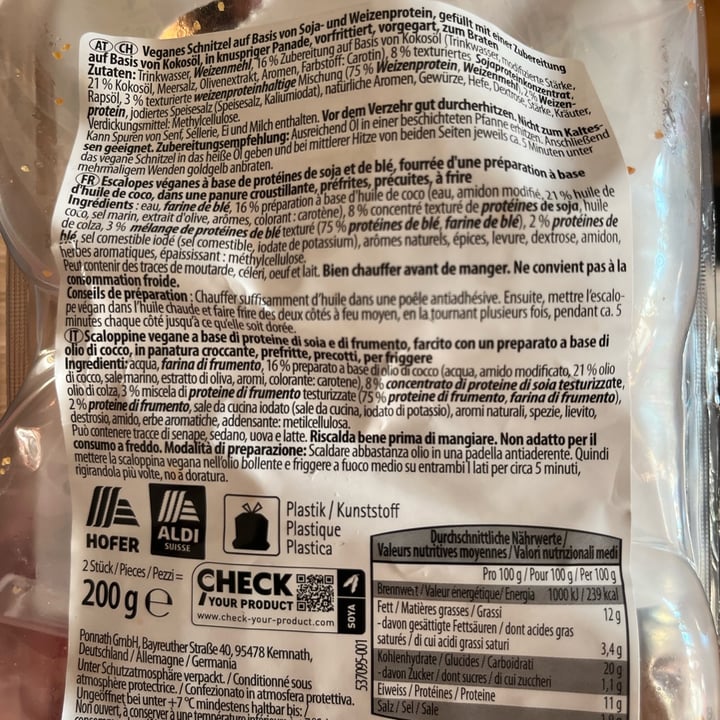 AT CH Veganes Schnitzel auf Basis von Soja- und Weizenprotein, gefüllt mit einer Zubereitung
auf Basis von Kokosöl, in knuspriger Panade, vorfrittiert, vorgegart, zum Braten
Zutaten: Trinkwasser, Weizenmehl, 16 % Zubereitung auf Basis von Kokosöl (Trinkwasser, modifizierte Stärke,
21 % Kokosöl, Meersalz, Olivenextrakt, Aromen, Farbstoff: Carotin), 8 % texturiertes Sojaproteinkonzentrat,
Rapsöl, 3 % texturierte weizenproteinhaltige Mischung (75 % Weizenprotein, Weizenmehl), 2% Weizen-
protein, jodiertes Speisesalz (Speisesalz, Kaliumiodat), natürliche Aromen, Gewürze, Hefe, Dextrose, Stärke, Kräuter,
Verdickungsmittel: Methylcellulose.
Kann Spuren von Senf, Sellerie, Ei und Milch enthalten. Vor dem Verzehr gut durcherhitzen. Nicht zum Kaltes-
sen geeignet. Zubereitungsempfehlung: Ausreichend Öl in einer beschichteten Pfanne erhitzen. Anschließend
das vegane Schnitzel in das heiße Öl geben und bei mittlerer Hitze von beiden Seiten jeweils ca. 5 Minuten unter
mehrmaligem Wenden goldgelb anbraten.
FR Escalopes véganes à base de protéines de soja et de blé, fourrée d'une préparation à base
d'huile de coco, dans une panure croustillante, préfrites, précuites, à frire
Ingrédients : eau, farine de blé, 16 % préparation à base d'huile de coco (eau, amidon modifié, 21 % huile de
coco, sel marin, extrait d'olive, arômes, colorant : carotène), 8 % concentré texturé de protéines de soja, huile
de colza, 3 % mélange de protéines de blé texturé (75 % protéines de blé, farine de blé), 2 % protéines de
blé, sel comestible iodé (sel comestible, iodate de potassium), arômes naturels, épices, levure, dextrose, amidon,
herbes aromatiques, épaississant : méthylcellulose.
Peut contenir des traces de moutarde, céleri, oeuf et lait. Bien chauffer avant de manger. Ne convient pas à la
consommation froide.
Conseils de préparation : Chauffer suffisamment d'huile dans une poêle antiadhésive. Ensuite, mettre l'escalo-
pe végan dans l'huile chaude et faire frire des deux côtés à feu moyen, en la tournant plusieurs fois, pendant ca. 5
minutes chaque côté jusqu'à ce qu'elle soit dorée.
IT Scaloppine vegane a base di proteine di soia e di frumento, farcito con un preparato a base di
olio di cocco, in panatura croccante, prefritte, precotti, per friggere
Ingredienti: acqua, farina di frumento, 16 % preparato a base di olio di cocco (acqua, amido modificato, 21 % olio
di cocco, sale marino, estratto di oliva, aromi, colorante: carotene), 8 % concentrato di proteine di soia testurizzate,
olio di colza, 3 % miscela di proteine di frumento testurizzate (75 % proteine di frumento, farina di frumento),
2 % proteine di frumento, sale da cucina iodato (sale da cucina, iodato di potassio), aromi naturali, spezie, lievito,
destrosio, amido, erbe aromatiche, addensante: metilcellulosa.
Può contenere tracce di senape, sedano, uova e latte. Riscalda bene prima di mangiare. Non adatto per il
consumo a freddo. Modalità di preparazione: Scaldare abbastanza olio in una padella antiaderente. Quindi
mettere la scaloppina vegana nell'olio bollente e friggere a fuoco medio su entrambi i lati per circa 5 minuti,
rigirandola più volte, no a doratura.
HOFER
ALDI
SUISSE
Plastik / Kunststoff
Plastique
Plastica
2 Stück / Pieces / Pezzi =
200 g e
CHECK
YOUR PRODUCT
www.check-your-product.com
SOYA
537095-001
Ponnath GmbH, Bayreuther Straße 40, 95478 Kemnath,
Deutschland / Allemagne / Germania
Unter Schutzatmosphäre verpackt. / Conditionné sous
atmosphère protectrice. / Confezionato in atmosfera protettiva.
Ungeöffnet bei unter +7 °C mindestens haltbar bis: /
Non ouvert, à conserver à une température
Durchschnittliche Nährwerte /
Valeurs nutritives moyennes / Valori nutrizionali medi
Pro 100 g / Pour 100 g / Per 100 g
Brennwert / Valeur energétique / Energia 1000 kJ / 239 kcal
Fett / Matières grasses / Grassi 12 g
-davon gesättigte Fettsäuren / dont acides gras
saturés / di cui acidi grassi saturi 3,4 g
Kohlenhydrate / Glucides / Carboidrati 20 g
-davon Zucker / dont sucres / di cui zuccheri 1,1 g
Eiweiss / Protéines / Proteine 11 g
Salz / Sel / Sale